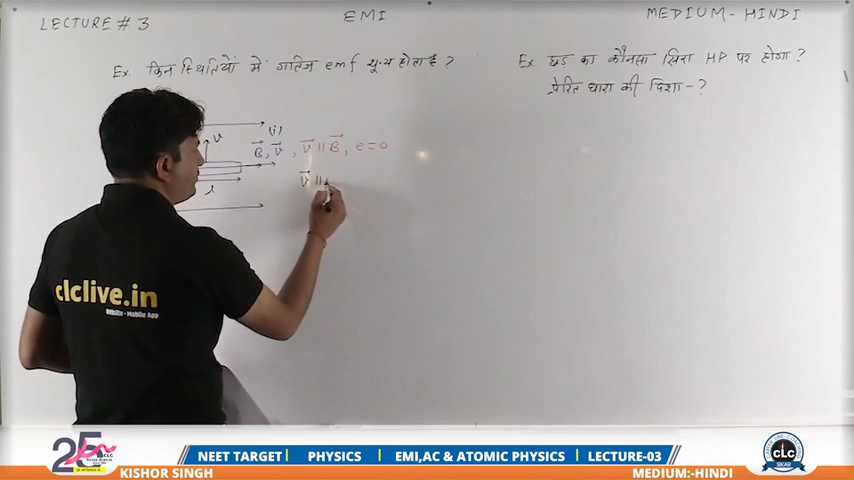 LECTURE # 3
EMI
MEDIUM - HINDI
Ex. किन स्थितियों में गतिज emf शून्य होता है ?
Ex छड़ का कौनसा सिरा HP पर होगा ?
प्रेरित धारा की दिशा - ?
(i)
v
B, v , v || B, e = 0
l
v ||
clclive.in
Website - Mobile App
25
NEET TARGET | PHYSICS | EMI,AC & ATOMIC PHYSICS | LECTURE-03
KISHOR SINGH
MEDIUM:-HINDI
CLC
SIKAR